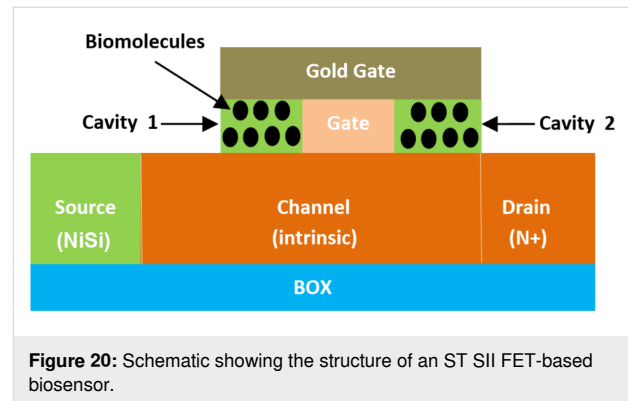 Biomolecules
Gold Gate
Cavity 1
Gate
Cavity 2
Source
(NiSi)
Channel
(intrinsic)
Drain
(N+)
BOX
Figure 20: Schematic showing the structure of an ST SII FET-based
biosensor.